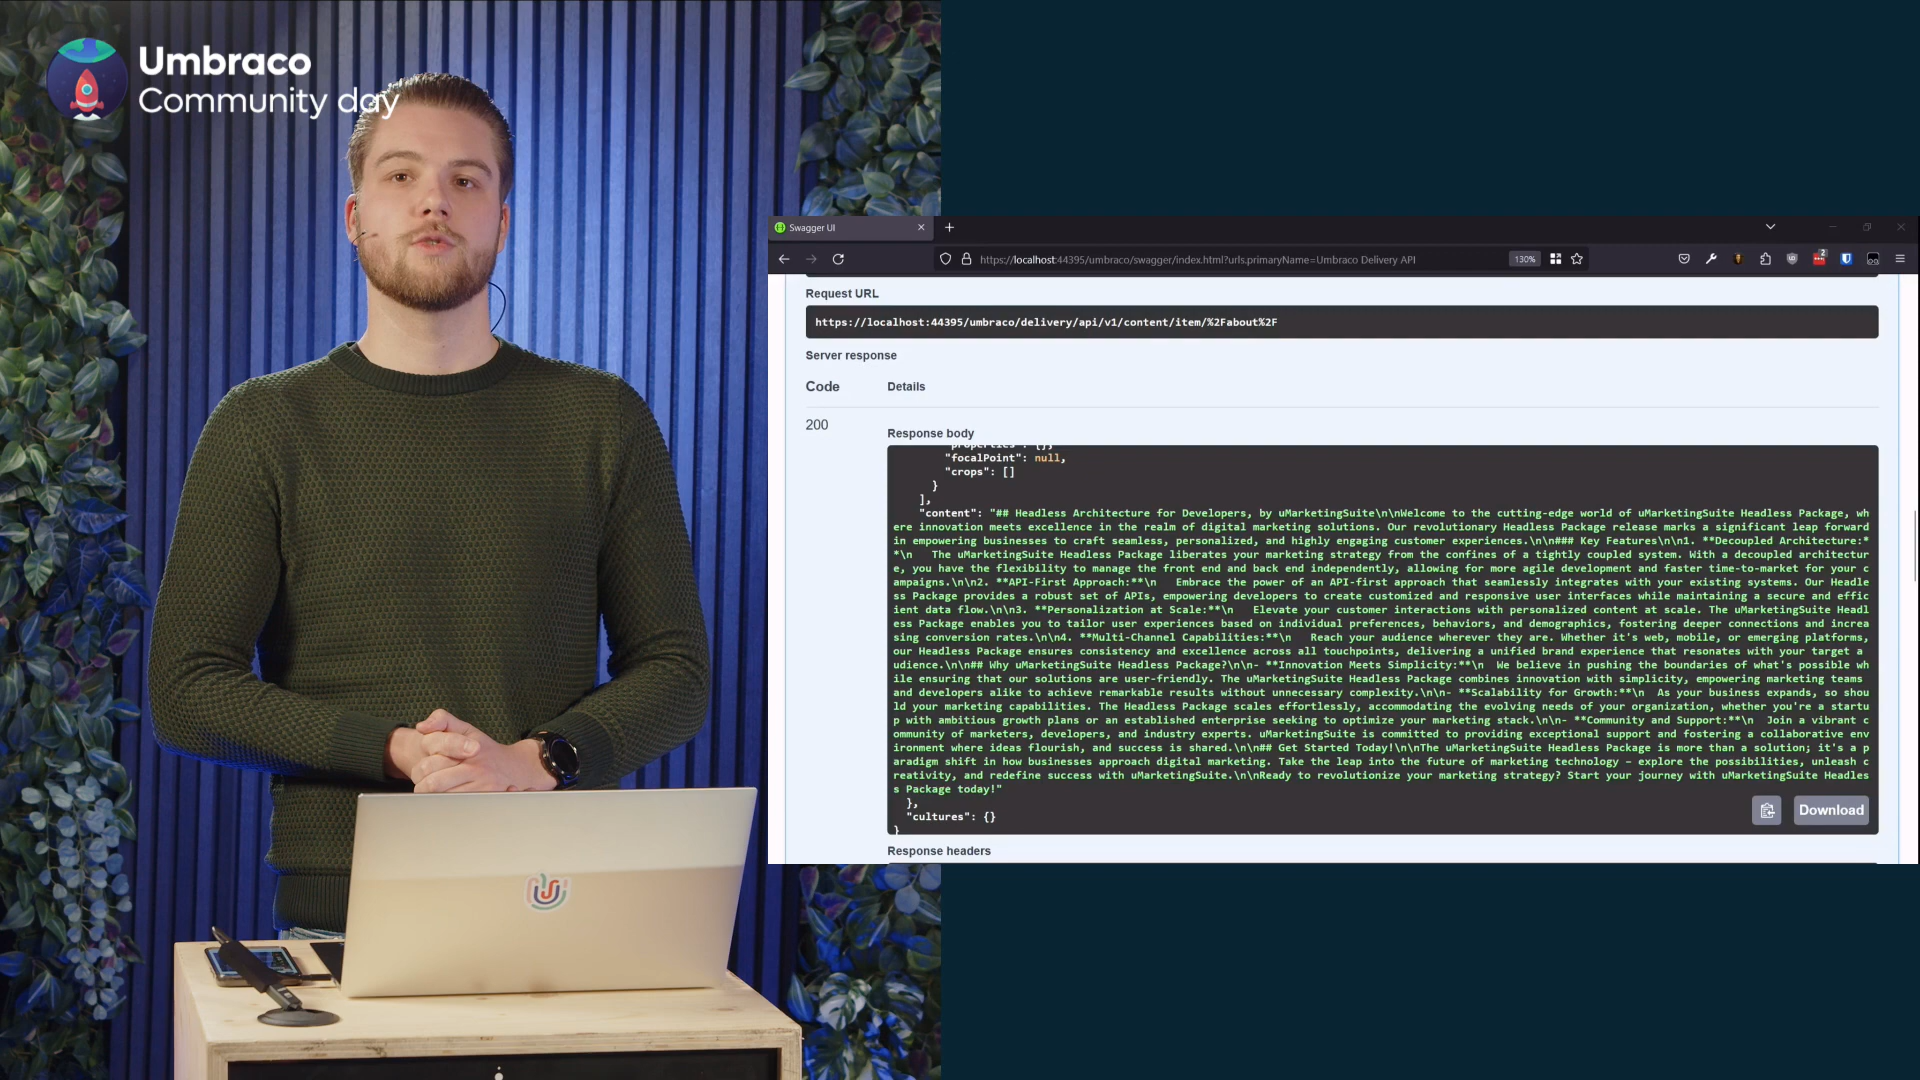 Umbraco
Community day
Swagger UI
https://localhost:44395/umbraco/swagger/index.html?urls.primaryName=Umbraco Delivery API
130%
2
Request URL
https://localhost:44395/umbraco/delivery/api/v1/content/item/%2Fabout%2F
Server response
Code
Details
200
Response body
"properties": {},
"focalPoint": null,
"crops": []
}
],
"content": "## Headless Architecture for Developers, by uMarketingSuite\n\nWelcome to the cutting-edge world of uMarketingSuite Headless Package, wh
ere innovation meets excellence in the realm of digital marketing solutions. Our revolutionary Headless Package release marks a significant leap forward
in empowering businesses to craft seamless, personalized, and highly engaging customer experiences.\n\n### Key Features\n\n1. **Decoupled Architecture:*
*\n   The uMarketingSuite Headless Package liberates your marketing strategy from the confines of a tightly coupled system. With a decoupled architectur
e, you have the flexibility to manage the front end and back end independently, allowing for more agile development and faster time-to-market for your c
ampaigns.\n\n2. **API-First Approach:**\n   Embrace the power of an API-first approach that seamlessly integrates with your existing systems. Our Headle
ss Package provides a robust set of APIs, empowering developers to create customized and responsive user interfaces while maintaining a secure and effic
ient data flow.\n\n3. **Personalization at Scale:**\n   Elevate your customer interactions with personalized content at scale. The uMarketingSuite Headl
ess Package enables you to tailor user experiences based on individual preferences, behaviors, and demographics, fostering deeper connections and increa
sing conversion rates.\n\n4. **Multi-Channel Capabilities:**\n   Reach your audience wherever they are. Whether it's web, mobile, or emerging platforms,
our Headless Package ensures consistency and excellence across all touchpoints, delivering a unified brand experience that resonates with your target a
udience.\n\n## Why uMarketingSuite Headless Package?\n\n- **Innovation Meets Simplicity:**\n  We believe in pushing the boundaries of what's possible wh
ile ensuring that our solutions are user-friendly. The uMarketingSuite Headless Package combines innovation with simplicity, empowering marketing teams
and developers alike to achieve remarkable results without unnecessary complexity.\n\n- **Scalability for Growth:**\n  As your business expands, so shou
ld your marketing capabilities. The Headless Package scales effortlessly, accommodating the evolving needs of your organization, whether you're a startu
p with ambitious growth plans or an established enterprise seeking to optimize your marketing stack.\n\n- **Community and Support:**\n  Join a vibrant c
ommunity of marketers, developers, and industry experts. uMarketingSuite is committed to providing exceptional support and fostering a collaborative env
ironment where ideas flourish, and success is shared.\n\n## Get Started Today!\n\nThe uMarketingSuite Headless Package is more than a solution; it's a p
aradigm shift in how businesses approach digital marketing. Take the leap into the future of marketing technology – explore the possibilities, unleash c
reativity, and redefine success with uMarketingSuite.\n\nReady to revolutionize your marketing strategy? Start your journey with uMarketingSuite Headles
s Package today!"
},
"cultures": {}
}
Download
Response headers